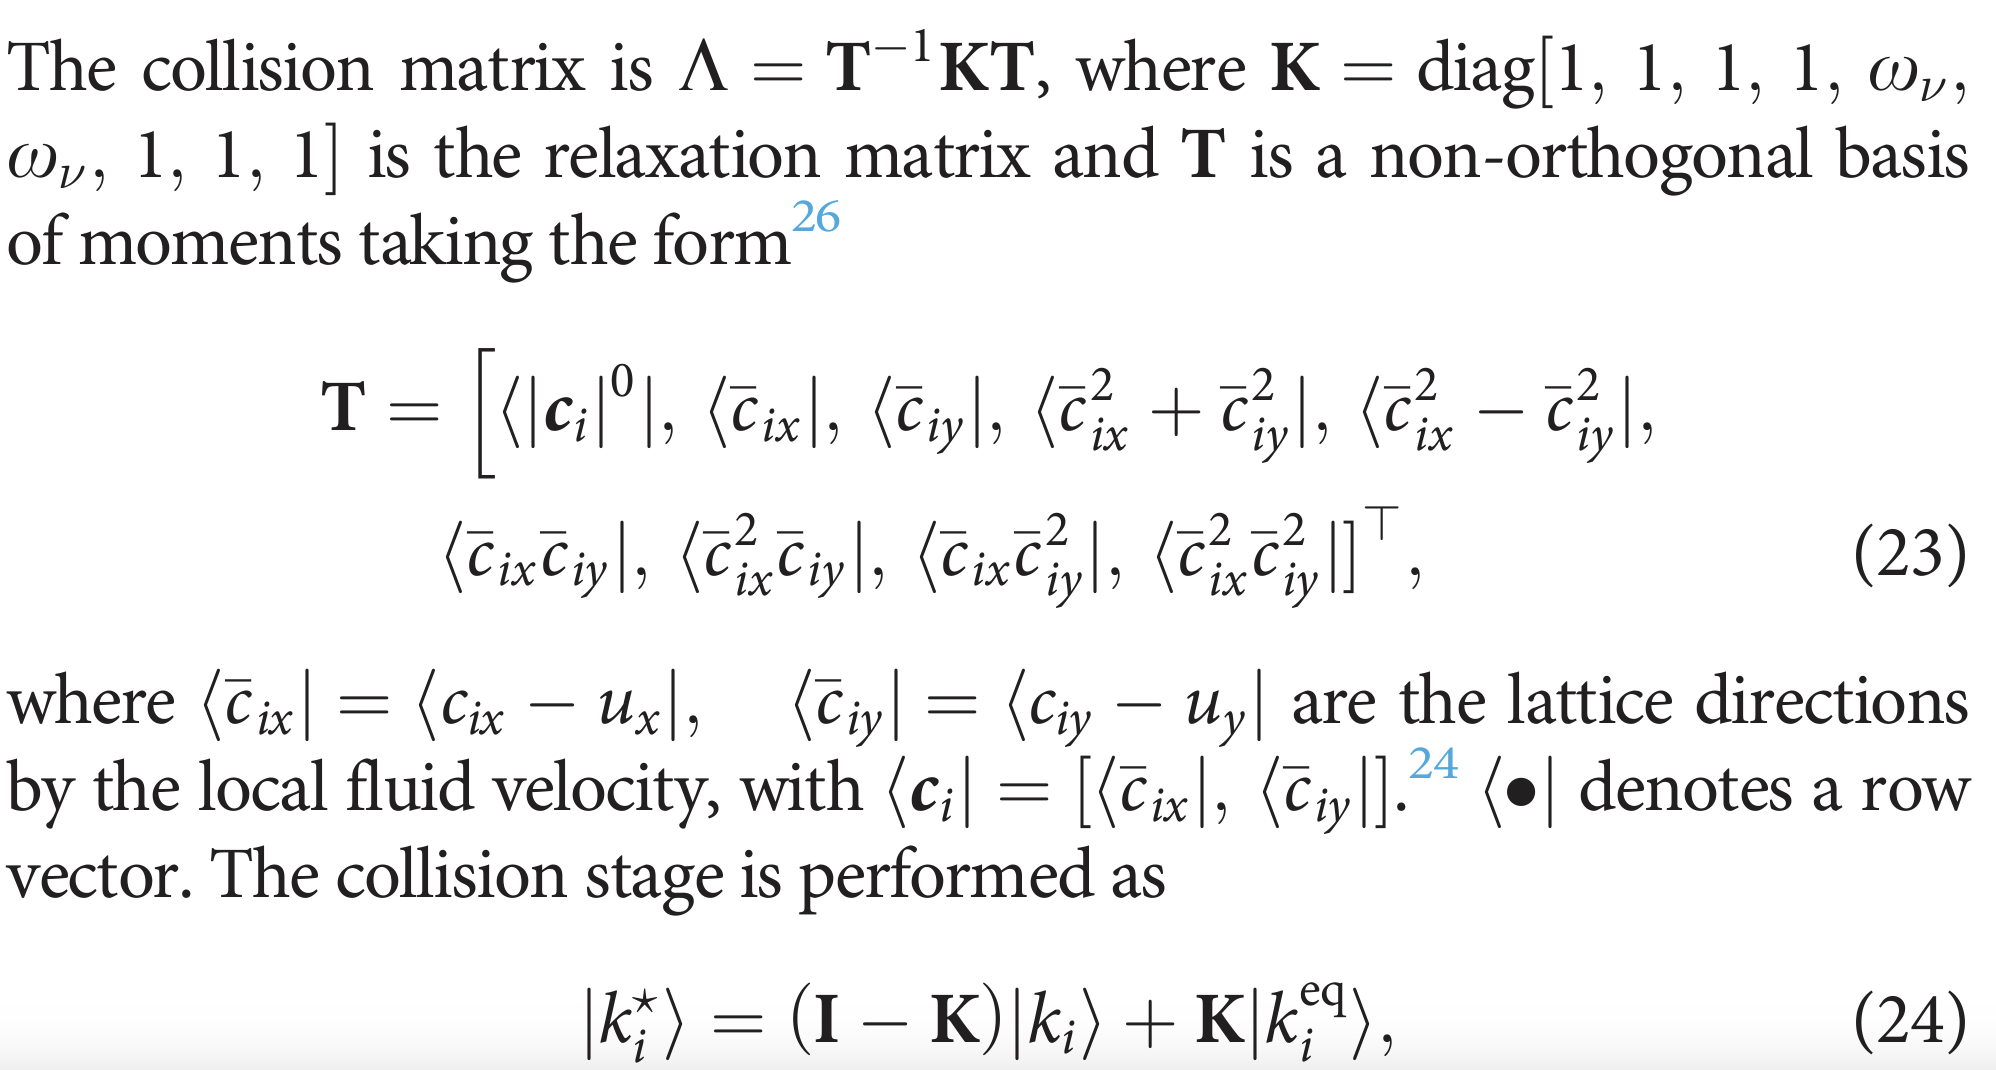 The collision matrix is Λ = T⁻¹KT, where K = diag[1, 1, 1, 1, ω_ν,
ω_ν, 1, 1, 1] is the relaxation matrix and T is a non-orthogonal basis
of moments taking the form²⁶
T = [⟨|c_i|⁰|, ⟨c̄_ix|, ⟨c̄_iy|, ⟨c̄²_ix + c̄²_iy|, ⟨c̄²_ix − c̄²_iy|,
⟨c̄_ix c̄_iy|, ⟨c̄²_ix c̄_iy|, ⟨c̄_ix c̄²_iy|, ⟨c̄²_ix c̄²_iy|]^⊤, (23)
where ⟨c̄_ix| = ⟨c_ix − u_x|, ⟨c̄_iy| = ⟨c_iy − u_y| are the lattice directions
by the local fluid velocity, with ⟨c_i| = [⟨c̄_ix|, ⟨c̄_iy|].²⁴ ⟨•| denotes a row
vector. The collision stage is performed as
|k_i^⋆⟩ = (I − K)|k_i⟩ + K|k_i^eq⟩, (24)